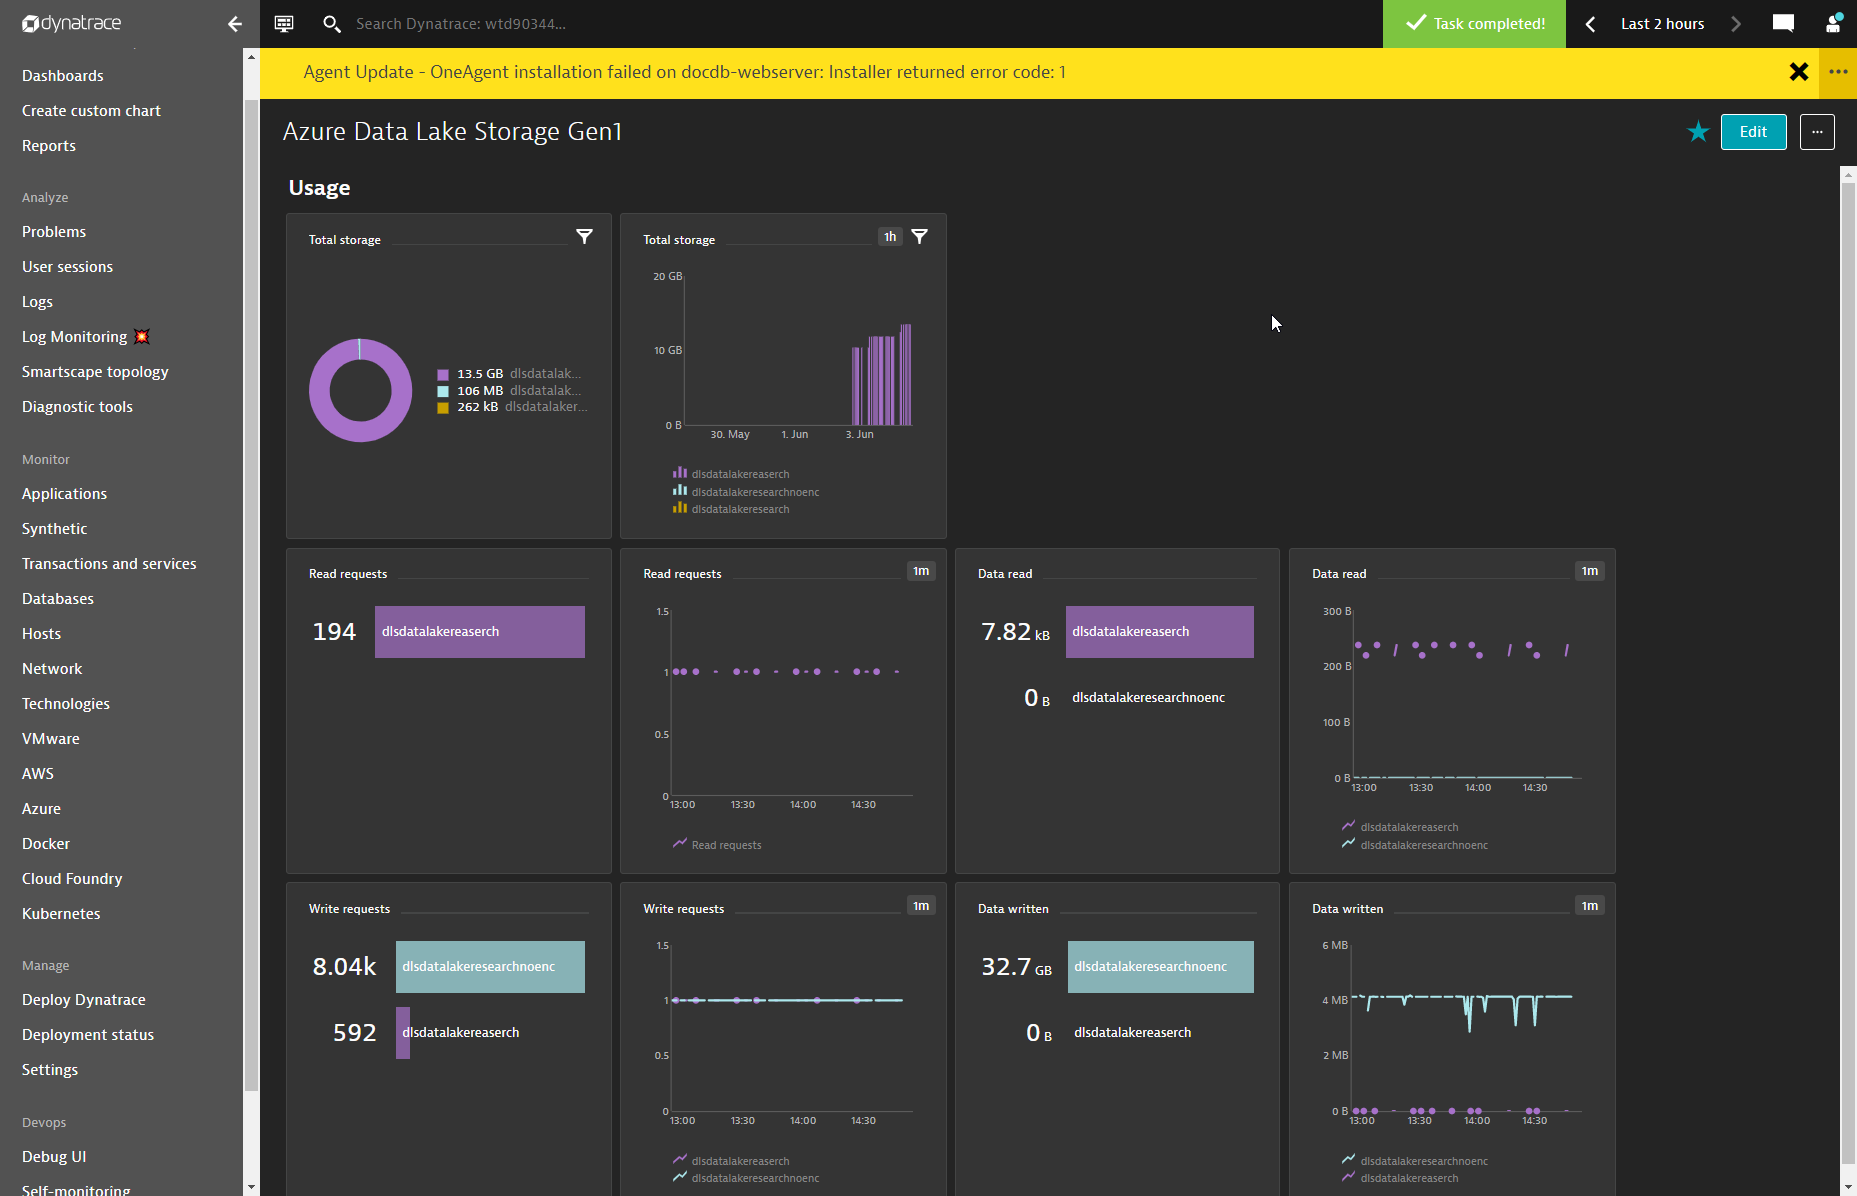 dynatrace
Search Dynatrace: wtd90344...
Task completed!
Last 2 hours
Agent Update - OneAgent installation failed on docdb-webserver: Installer returned error code: 1
Dashboards
Create custom chart
Reports
Analyze
Problems
User sessions
Logs
Log Monitoring
Smartscape topology
Diagnostic tools
Monitor
Applications
Synthetic
Transactions and services
Databases
Hosts
Network
Technologies
VMware
AWS
Azure
Docker
Cloud Foundry
Kubernetes
Manage
Deploy Dynatrace
Deployment status
Settings
Devops
Debug UI
Self-monitoring
Azure Data Lake Storage Gen1
Edit
...
Usage
Total storage
13.5 GB dlsdatalak...
106 MB dlsdatalak...
262 kB dlsdatalaker...
Total storage
1h
20 GB
10 GB
0 B
30. May 1. Jun 3. Jun
dlsdatalakereaserch
dlsdatalakeresearchnoenc
dlsdatalakeresearch
Read requests
194 dlsdatalakereaserch
Read requests
1m
1.5
1
0.5
0
13:00 13:30 14:00 14:30
Read requests
Data read
7.82 kB dlsdatalakereaserch
0 B dlsdatalakeresearchnoenc
Data read
1m
300 B
200 B
100 B
0 B
13:00 13:30 14:00 14:30
dlsdatalakereaserch
dlsdatalakeresearchnoenc
Write requests
8.04k dlsdatalakeresearchnoenc
592 dlsdatalakereaserch
Write requests
1m
1.5
1
0.5
0
13:00 13:30 14:00 14:30
dlsdatalakereaserch
dlsdatalakeresearchnoenc
Data written
32.7 GB dlsdatalakeresearchnoenc
0 B dlsdatalakereaserch
Data written
1m
6 MB
4 MB
2 MB
0 B
13:00 13:30 14:00 14:30
dlsdatalakeresearchnoenc
dlsdatalakereaserch